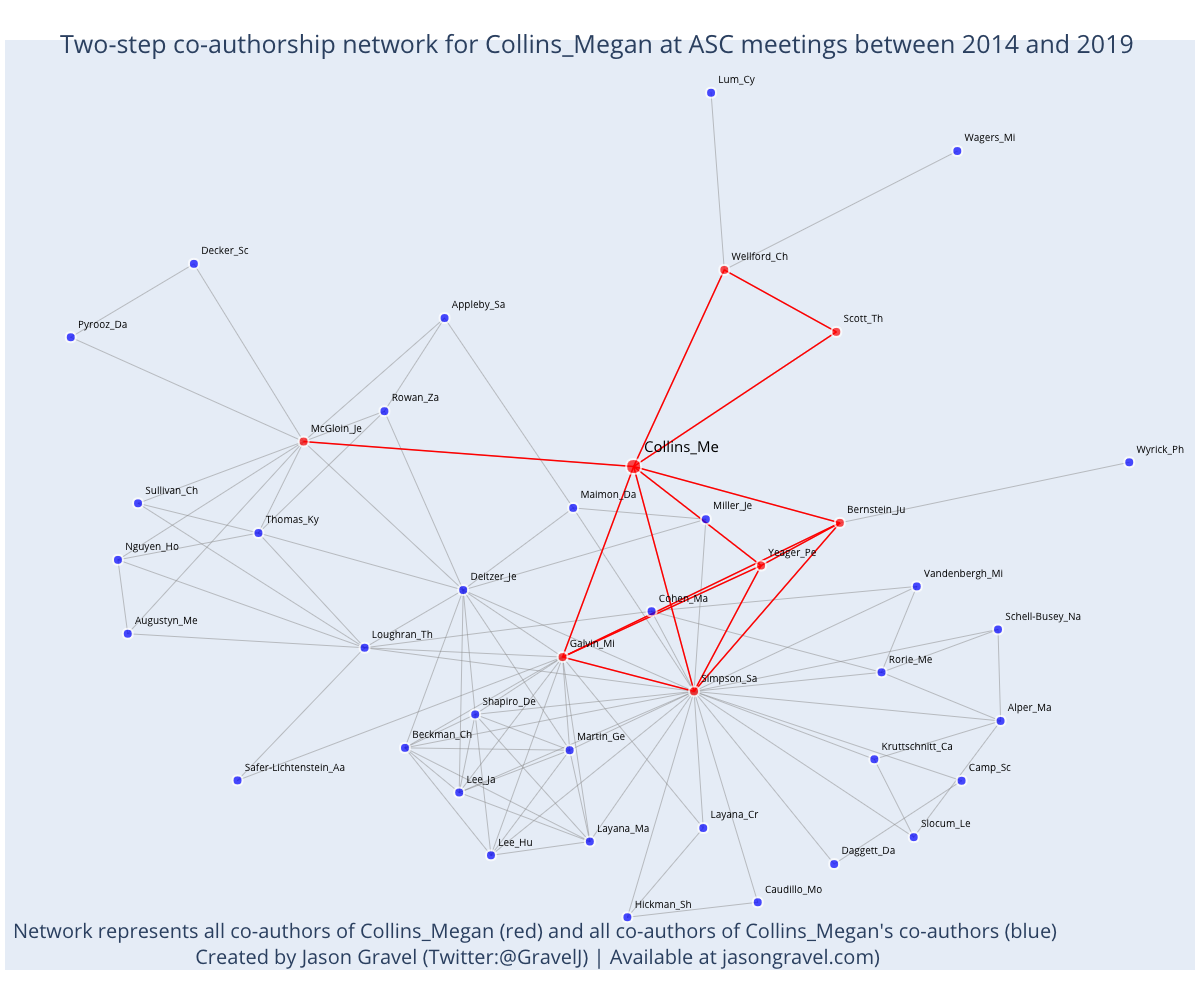 Two-step co-authorship network for Collins_Megan at ASC meetings between 2014 and 2019
Lum_Cy
Wagers_Mi
Decker_Sc
Wellford_Ch
Appleby_Sa
Scott_Th
Pyrooz_Da
Rowan_Za
McGloin_Je
Collins_Me
Wyrick_Ph
Sullivan_Ch
Maimon_Da
Miller_Je
Bernstein_Ju
Thomas_Ky
Nguyen_Ho
Yeager_Pe
Deitzer_Je
Vandenbergh_Mi
Cohen_Ma
Schell-Busey_Na
Augustyn_Me
Loughran_Th
Galvin_Mi
Rorie_Me
Simpson_Sa
Shapiro_De
Alper_Ma
Beckman_Ch
Martin_Ge
Kruttschnitt_Ca
Safer-Lichtenstein_Aa
Lee_Ja
Camp_Sc
Layana_Cr
Layana_Ma
Slocum_Le
Lee_Hu
Daggett_Da
Caudillo_Mo
Hickman_Sh
Network represents all co-authors of Collins_Megan (red) and all co-authors of Collins_Megan's co-authors (blue)
Created by Jason Gravel (Twitter:@GravelJ) | Available at jasongravel.com)